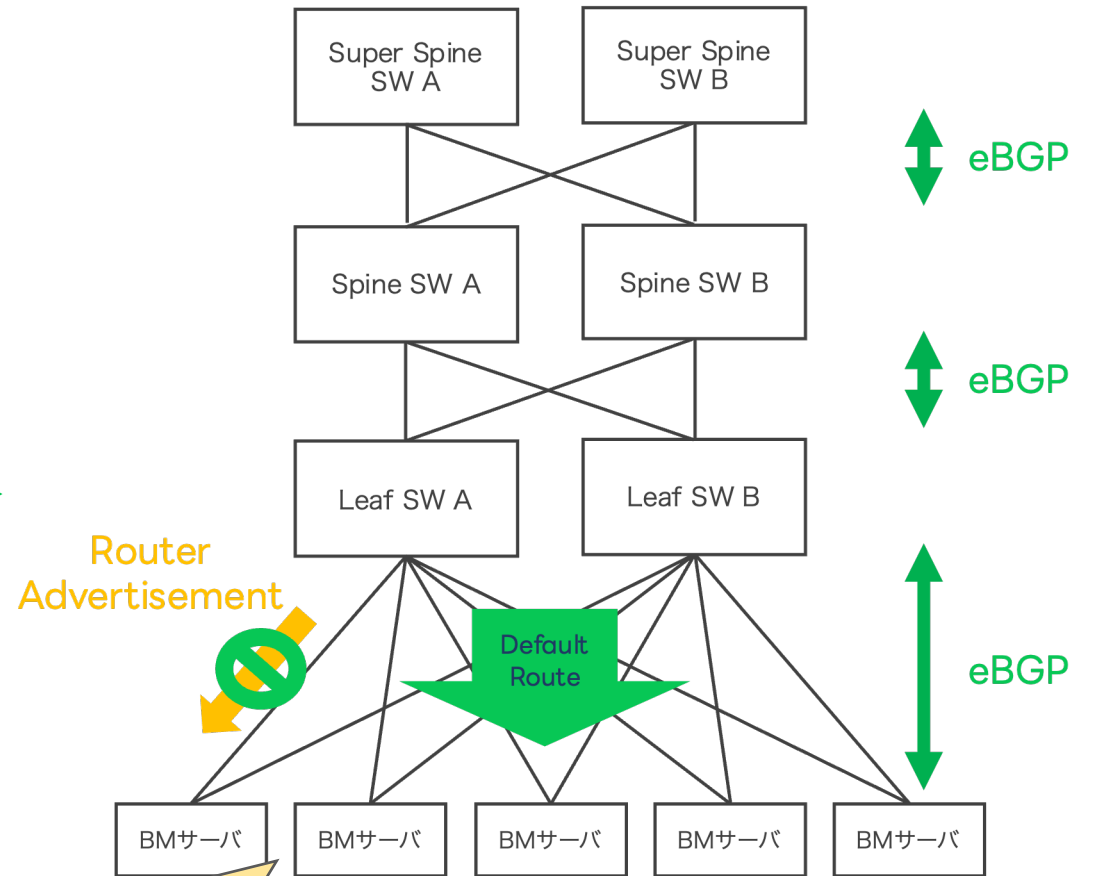 Super Spine
SW A
Super Spine
SW B
eBGP
Spine SW A
Spine SW B
eBGP
Leaf SW A
Leaf SW B
Router
Advertisement
Default
Route
eBGP
BMサーバ
BMサーバ
BMサーバ
BMサーバ
BMサーバ